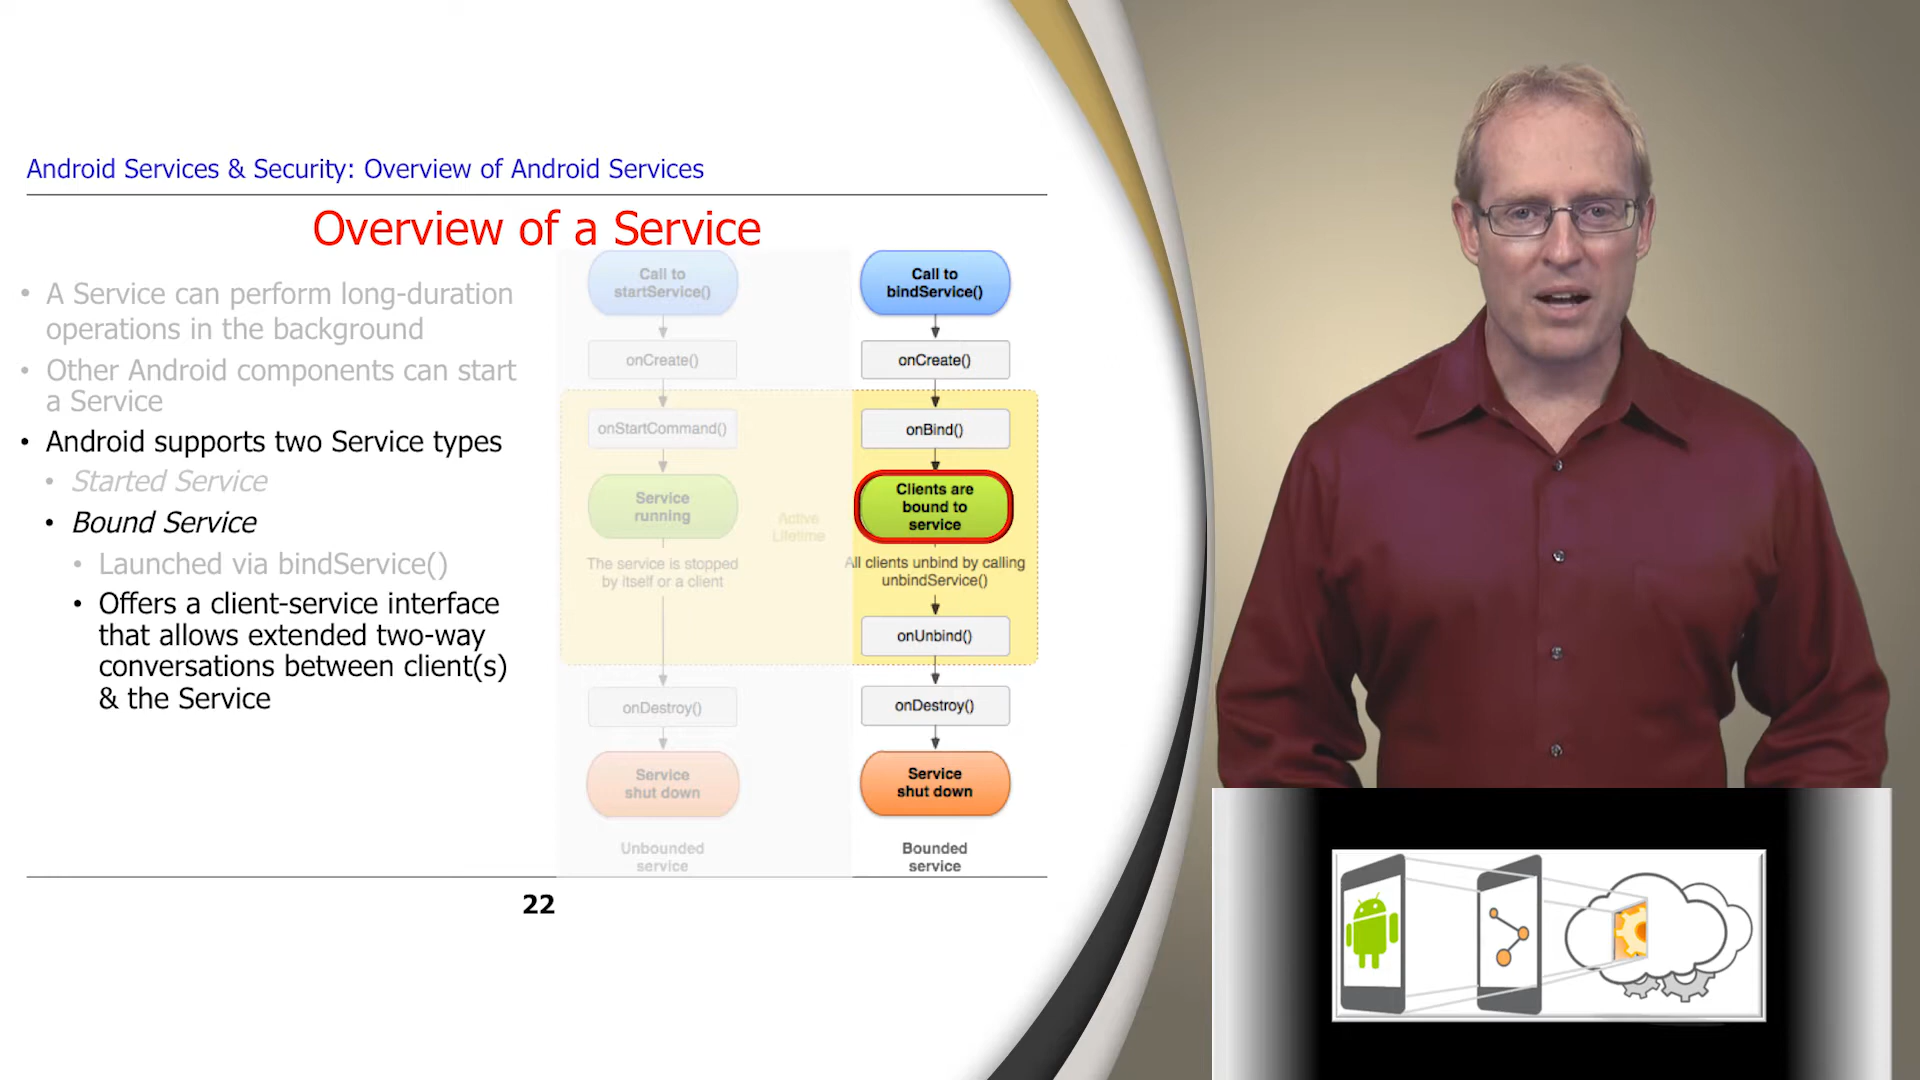 Android Services & Security: Overview of Android Services
Overview of a Service
• A Service can perform long-duration
operations in the background
• Other Android components can start
a Service
• Android supports two Service types
• Started Service
• Bound Service
• Launched via bindService()
• Offers a client-service interface
that allows extended two-way
conversations between client(s)
& the Service
Call to
startService()
onCreate()
onStartCommand()
Service
running
The service is stopped
by itself or a client
onDestroy()
Service
shut down
Unbounded
service
Active
Lifetime
Call to
bindService()
onCreate()
onBind()
Clients are
bound to
service
All clients unbind by calling
unbindService()
onUnbind()
onDestroy()
Service
shut down
Bounded
service
22